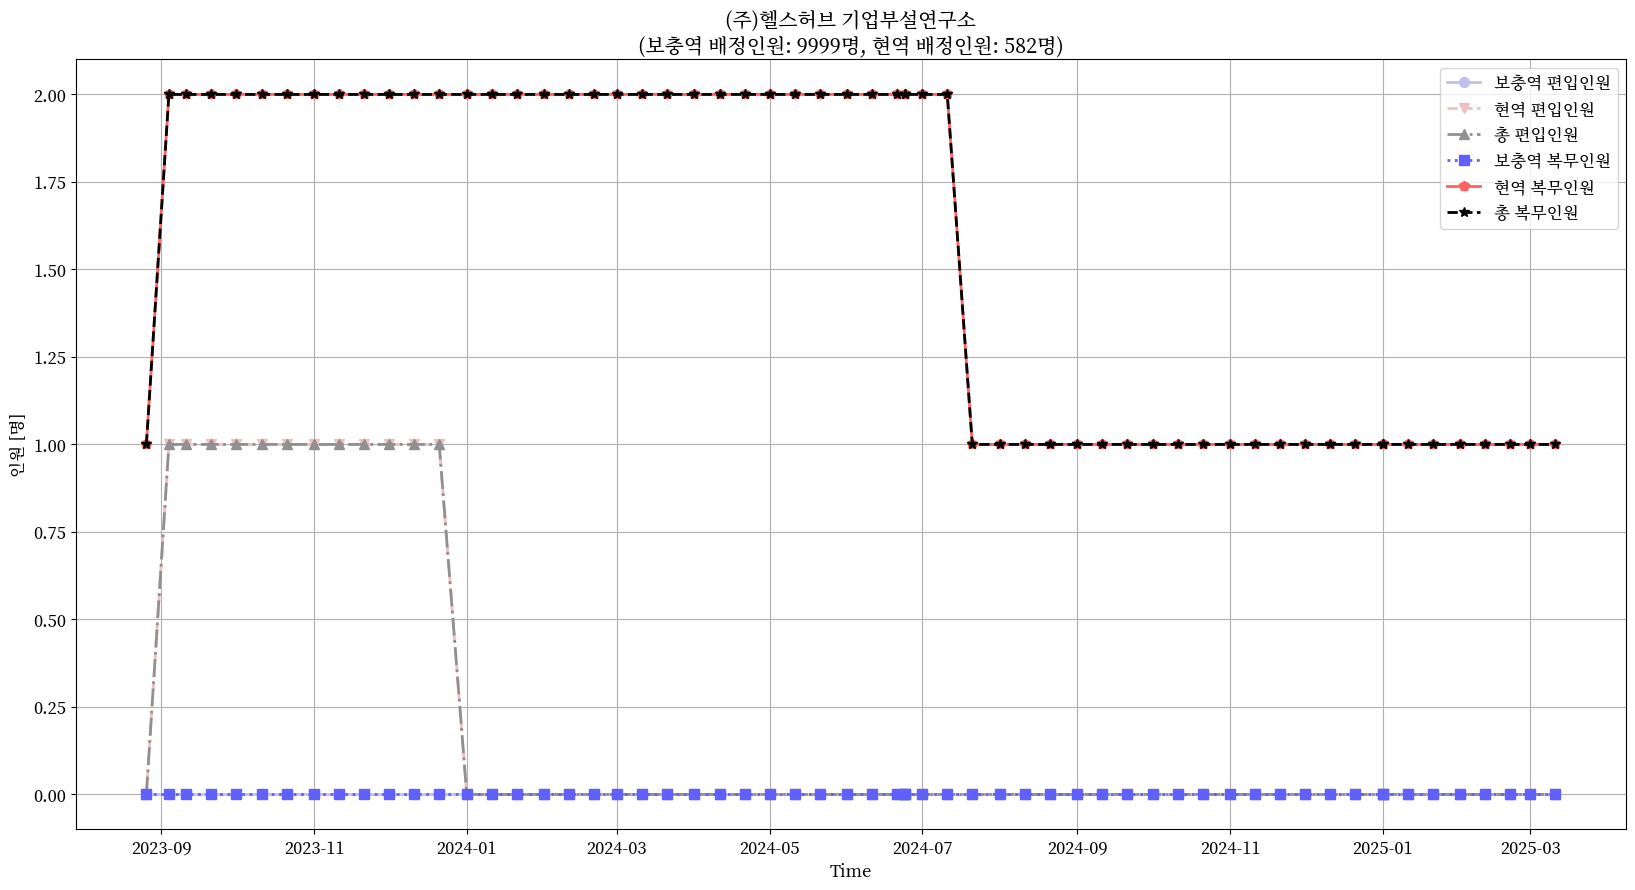 (주)헬스허브 기업부설연구소
(보충역 배정인원: 9999명, 현역 배정인원: 582명)
보충역 편입인원
현역 편입인원
총 편입인원
보충역 복무인원
현역 복무인원
총 복무인원
인원 [명]
2.00
1.75
1.50
1.25
1.00
0.75
0.50
0.25
0.00
2023-09
2023-11
2024-01
2024-03
2024-05
2024-07
2024-09
2024-11
2025-01
2025-03
Time